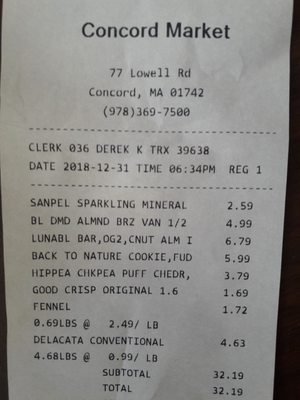 Concord Market
77 Lowell Rd
Concord, MA 01742
(978)369-7500
CLERK 036 DEREK K TRX 39638
DATE 2018-12-31 TIME 06:34PM REG 1
SANPEL SPARKLING MINERAL 2.59
BL DMD ALMND BRZ VAN 1/2 4.99
LUNABL BAR,OG2,CNUT ALM I 6.79
BACK TO NATURE COOKIE,FUD 5.99
HIPPEA CHKPEA PUFF CHEDR, 3.79
GOOD CRISP ORIGINAL 1.6 1.69
FENNEL 1.72
0.69LBS @ 2.49/ LB
DELACATA CONVENTIONAL 4.63
4.68LBS @ 0.99/ LB
SUBTOTAL 32.19
TOTAL 32.19